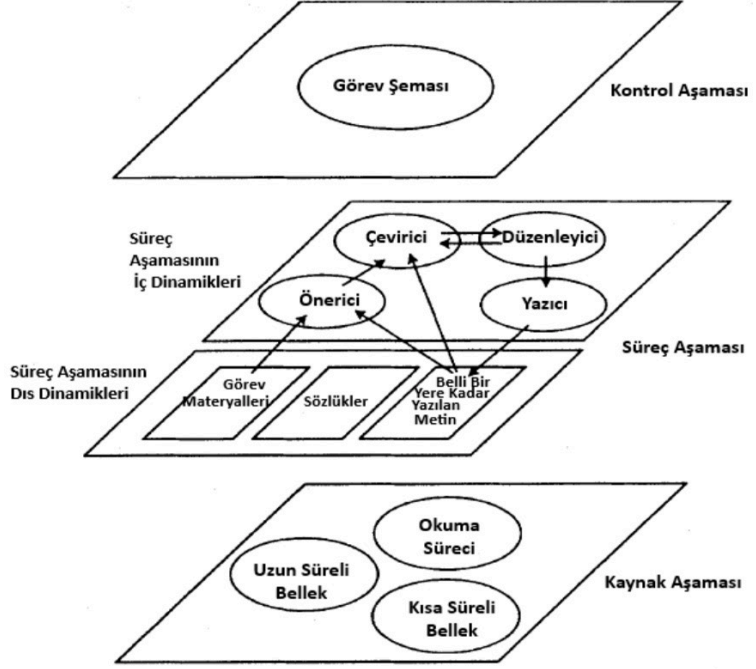 Görev Şeması
Kontrol Aşaması
Süreç
Aşamasının
İç Dinamikleri
Çevirici
Düzenleyici
Önerici
Yazıcı
Süreç Aşaması
Süreç Aşamasının
Dıs Dinamikleri
Görev
Materyalleri
Sözlükler
Belli Bir
Yere Kadar
Yazılan
Metin
Okuma
Süreci
Uzun Süreli
Bellek
Kısa Süreli
Bellek
Kaynak Aşaması